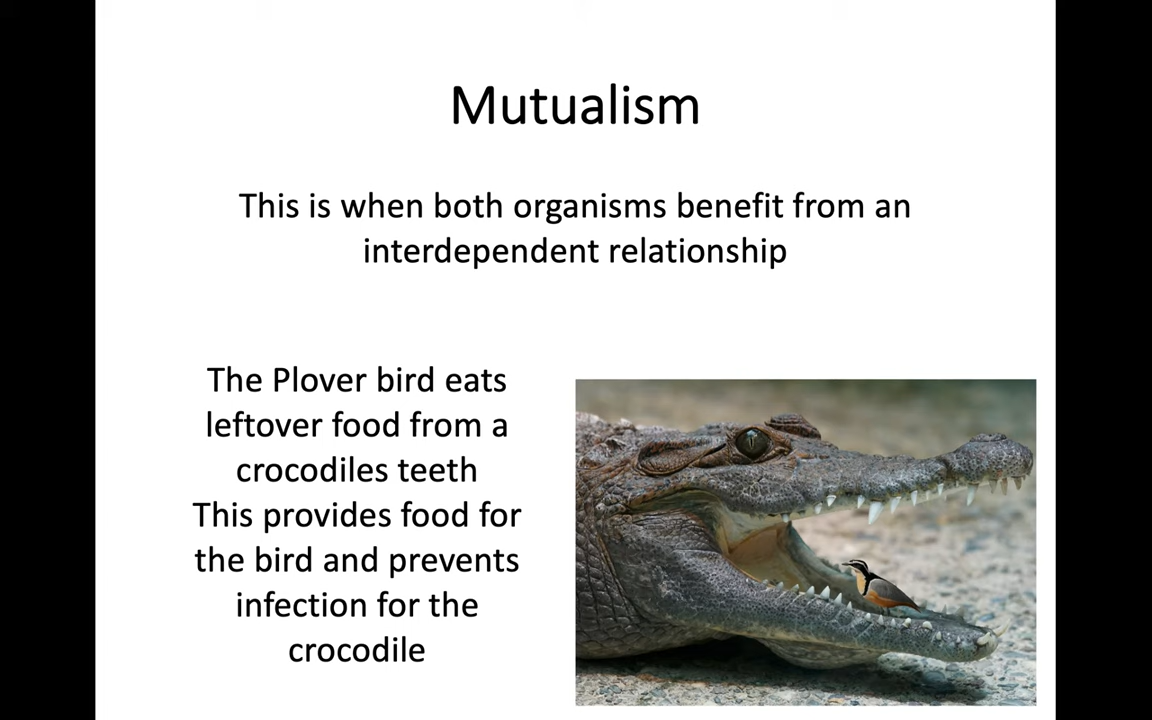 Mutualism
This is when both organisms benefit from an
interdependent relationship
The Plover bird eats
leftover food from a
crocodiles teeth
This provides food for
the bird and prevents
infection for the
crocodile